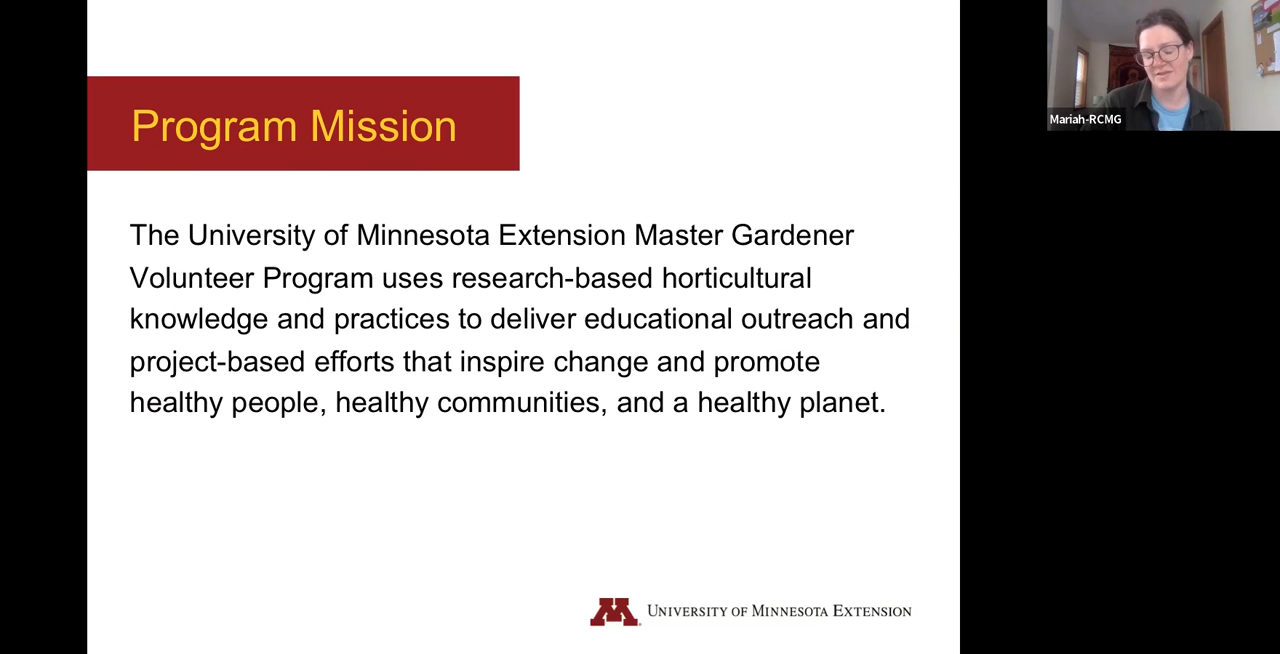 Program Mission
The University of Minnesota Extension Master Gardener
Volunteer Program uses research-based horticultural
knowledge and practices to deliver educational outreach and
project-based efforts that inspire change and promote
healthy people, healthy communities, and a healthy planet.
M
UNIVERSITY OF MINNESOTA EXTENSION
Mariah-RCMG